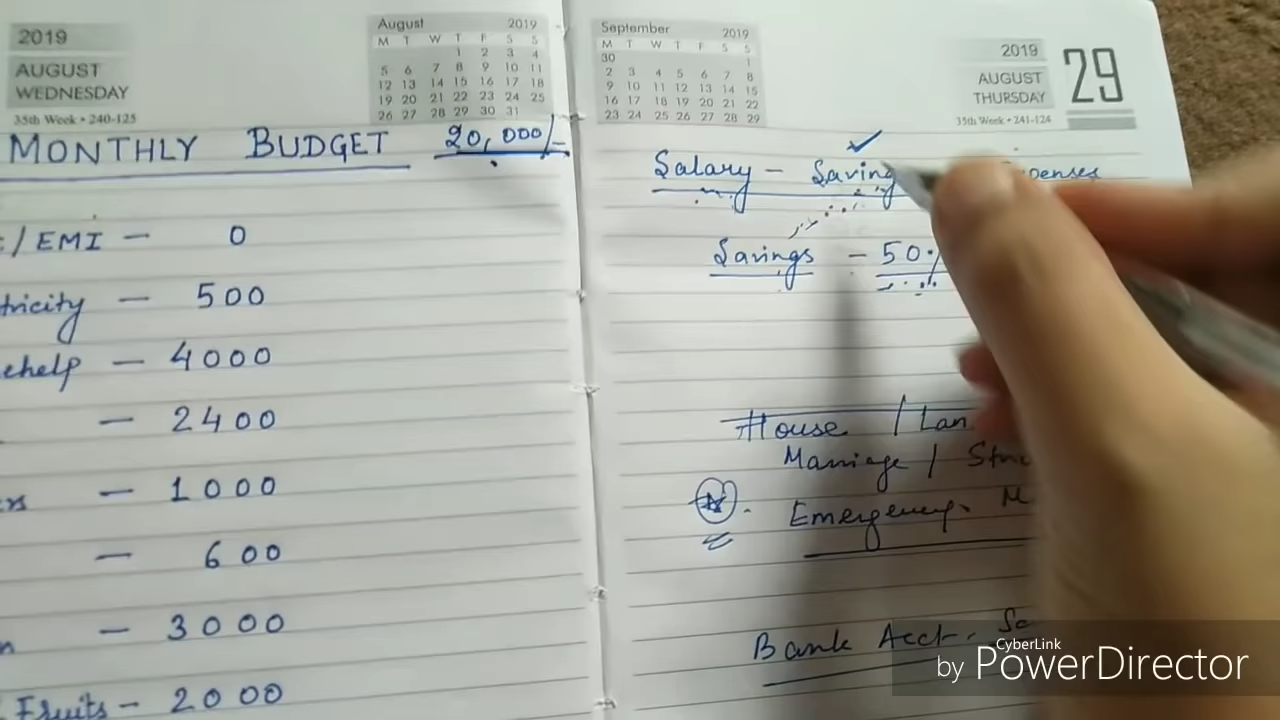 2019
AUGUST
WEDNESDAY
35th Week • 240-125
August 2019
M T W T F S S
1 2 3 4
5 6 7 8 9 10 11
12 13 14 15 16 17 18
19 20 21 22 23 24 25
26 27 28 29 30 31
MONTHLY BUDGET 20,000/-
/EMI - 0
tricity - 500
ehelp - 4000
- 2400
rs - 1000
- 600
n - 3000
Fruits - 2000
September 2019
M T W T F S S
30 1
2 3 4 5 6 7 8
9 10 11 12 13 14 15
16 17 18 19 20 21 22
23 24 25 26 27 28 29
2019
AUGUST
THURSDAY
29
35th Week • 241-124
Salary - Saving penses
Savings - 50%
House / Lan
Marriage /
Emergency. M
Bank Acct. Sa
CyberLink
by PowerDirector